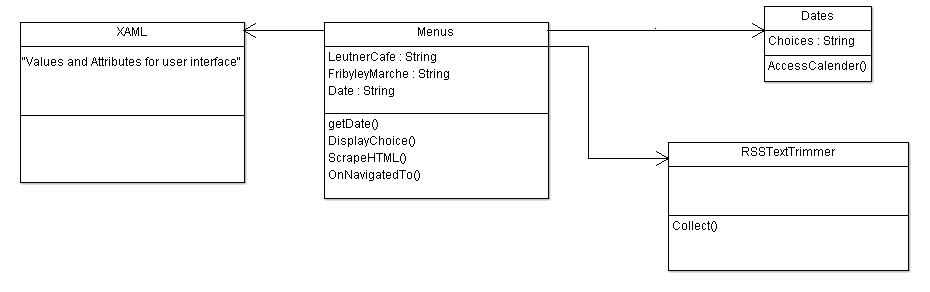 XAML
"Values and Attributes for user interface"
Menus
LeutnerCafe : String
FribyleyMarche : String
Date : String
getDate()
DisplayChoice()
ScrapeHTML()
OnNavigatedTo()
Dates
Choices : String
AccessCalender()
RSSTextTrimmer
Collect()